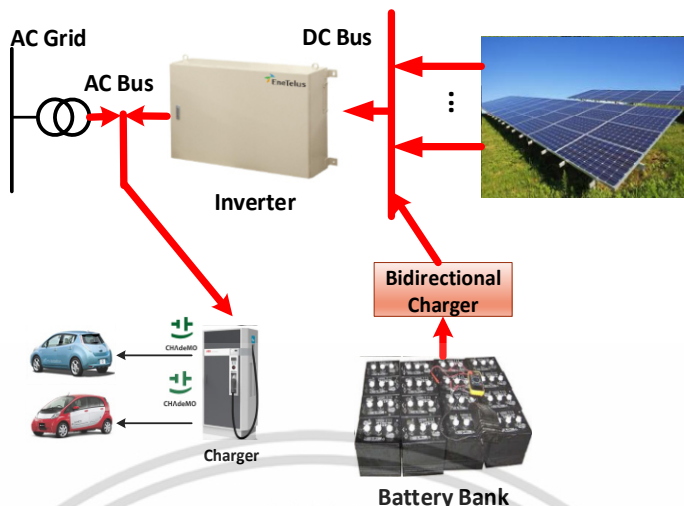 AC Grid
AC Bus
DC Bus
EneTelus
Inverter
Bidirectional
Charger
CHAdeMO
CHAdeMO
Charger
Battery Bank